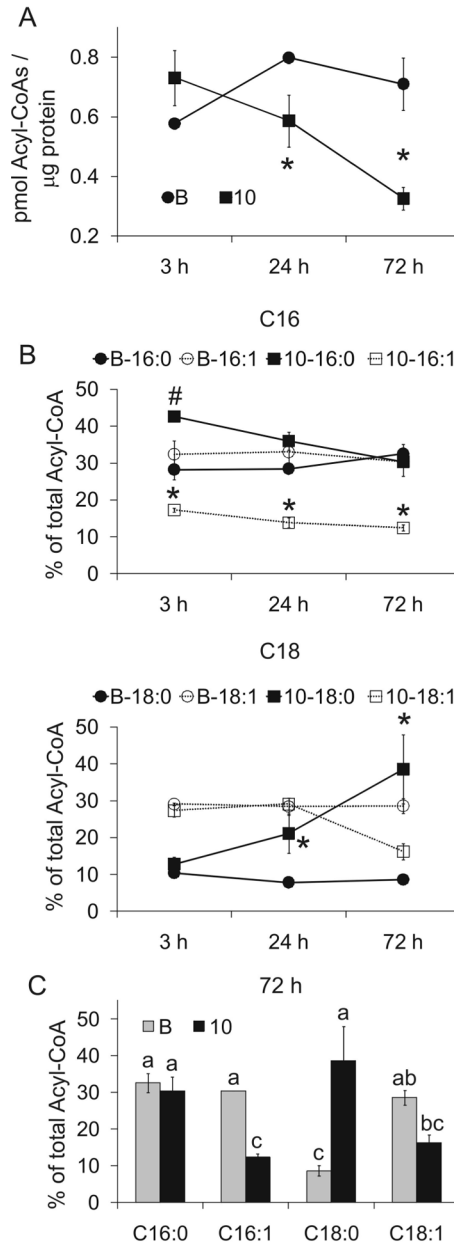 A
pmol Acyl-CoAs /
µg protein
0.8
0.6
0.4
0.2
*
*
B 10
3 h 24 h 72 h
C16
B
B-16:0 B-16:1 10-16:0 10-16:1
% of total Acyl-CoA
50
40
30
20
10
0
#
* * *
3 h 24 h 72 h
C18
B-18:0 B-18:1 10-18:0 10-18:1
% of total Acyl-CoA
50
40
30
20
10
0
*
*
3 h 24 h 72 h
C
72 h
% of total Acyl-CoA
50
40
30
20
10
0
B 10
a a a c c a ab bc
C16:0 C16:1 C18:0 C18:1